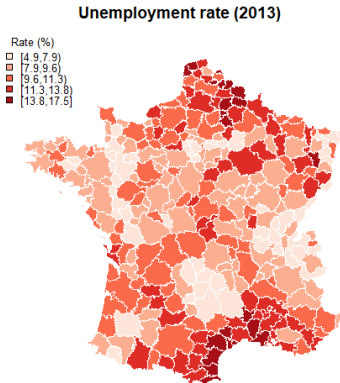 Unemployment rate (2013)
Rate (%)
[4.9,7.9)
[7.9,9.6)
[9.6,11.3)
[11.3,13.8)
[13.8,17.5]